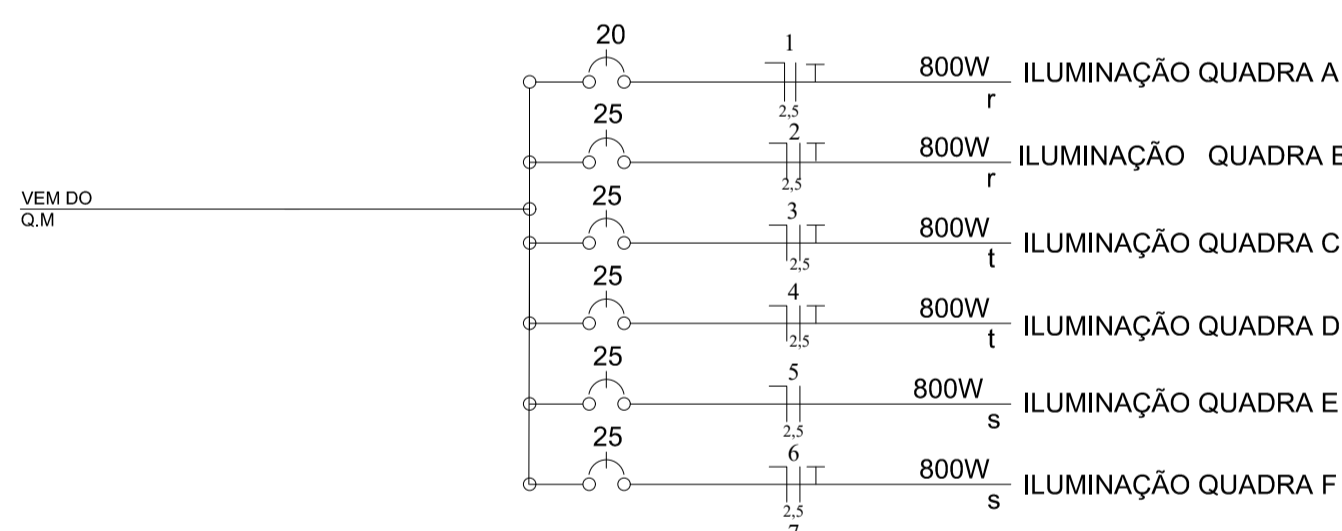 20
1
800W
ILUMINAÇÃO QUADRA A
r
2,5
25
2
800W
ILUMINAÇÃO QUADRA B
r
2,5
VEM DO
Q.M
25
3
800W
ILUMINAÇÃO QUADRA C
t
2,5
25
4
800W
ILUMINAÇÃO QUADRA D
t
2,5
25
5
800W
ILUMINAÇÃO QUADRA E
s
2,5
25
6
800W
ILUMINAÇÃO QUADRA F
s
2,5
7